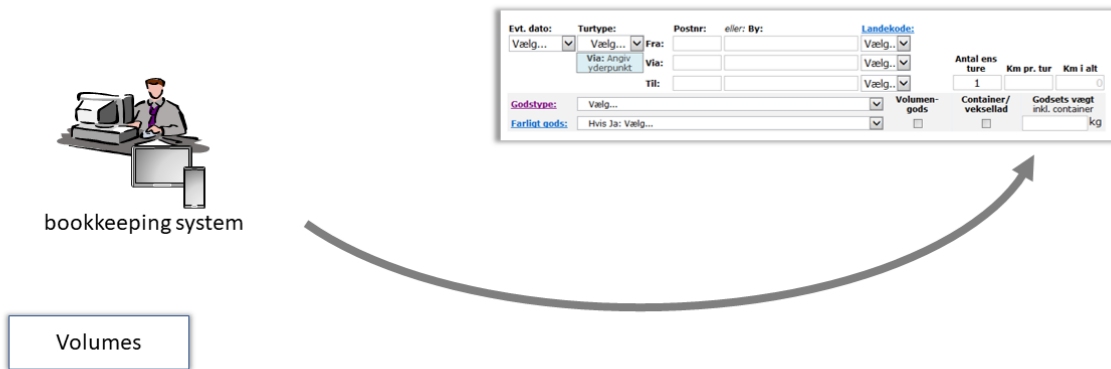 Evt. dato: Turtype: Postnr: eller: By: Landekode:
Vælg... Vælg... Fra: Vælg..
Via: Angiv yderpunkt Via: Vælg.. Antal ens ture Km pr. tur Km i alt
Til: Vælg.. 1 0
Godstype: Vælg... Volumen-gods Container/veksellad Godsets vægt inkl. container
Farligt gods: Hvis Ja: Vælg... kg
bookkeeping system
Volumes